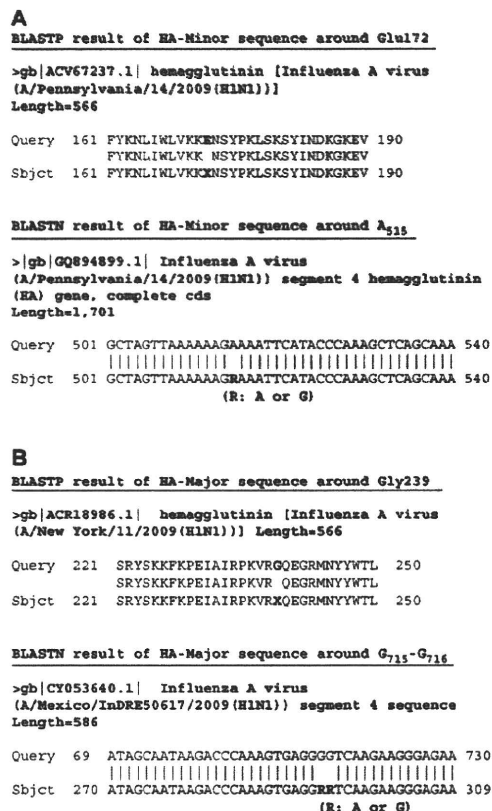 A
BLASTP result of HA-Minor sequence around Glu172
>gb|ACV67237.1| hemagglutinin [Influenza A virus
(A/Pennsylvania/14/2009(H1N1))]
Length=566
Query 161 FYKNLIWLVKKENSYPKLSKSYINDKGKEV 190
FYKNLIWLVKK NSYPKLSKSYINDKGKEV
Sbjct 161 FYKNLIWLVKKXNSYPKLSKSYINDKGKEV 190
BLASTN result of HA-Minor sequence around A515
>|gb|GQ894899.1| Influenza A virus
(A/Pennsylvania/14/2009(H1N1)) segment 4 hemagglutinin
(HA) gene, complete cds
Length=1,701
Query 501 GCTAGTTAAAAAAGAAAATTCATACCCAAAGCTCAGCAAA 540
Sbjct 501 GCTAGTTAAAAAAGRAAATTCATACCCAAAGCTCAGCAAA 540
(R: A or G)
B
BLASTP result of HA-Major sequence around Gly239
>gb|ACR18986.1| hemagglutinin [Influenza A virus
(A/New York/11/2009(H1N1))] Length=566
Query 221 SRYSKKFKPEIAIRPKVRGQEGRMNYYWTL 250
SRYSKKFKPEIAIRPKVR QEGRMNYYWTL
Sbjct 221 SRYSKKFKPEIAIRPKVRXQEGRMNYYWTL 250
BLASTN result of HA-Major sequence around G715-G716
>gb|CY053640.1| Influenza A virus
(A/Mexico/InDRE50617/2009(H1N1)) segment 4 sequence
Length=586
Query 69 ATAGCAATAAGACCCAAAGTGAGGGGTCAAGAAGGGAGAA 730
Sbjct 270 ATAGCAATAAGACCCAAAGTGAGGRRTCAAGAAGGGAGAA 309
(R: A or G)